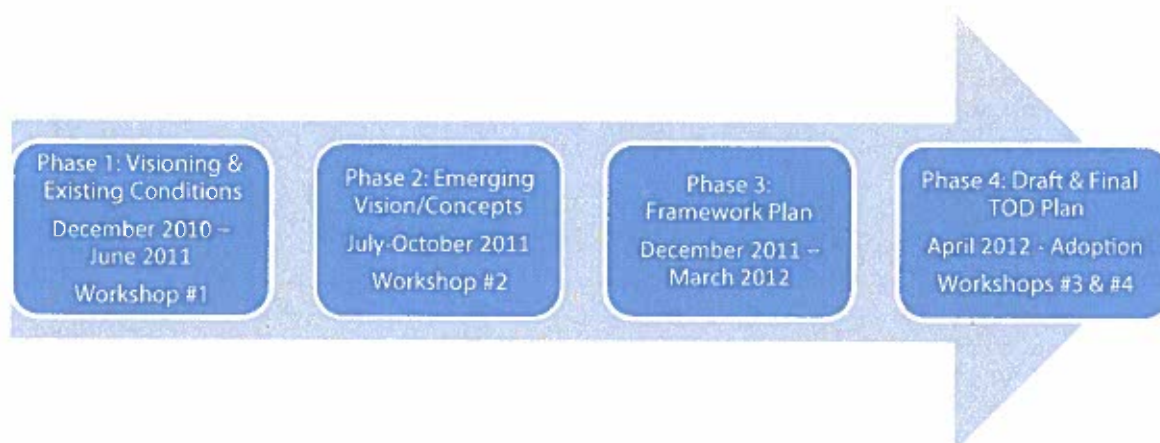 Phase 1: Visioning &
Existing Conditions
December 2010 –
June 2011
Workshop #1
Phase 2: Emerging
Vision/Concepts
July-October 2011
Workshop #2
Phase 3:
Framework Plan
December 2011 –
March 2012
Phase 4: Draft & Final
TOD Plan
April 2012 - Adoption
Workshops #3 & #4